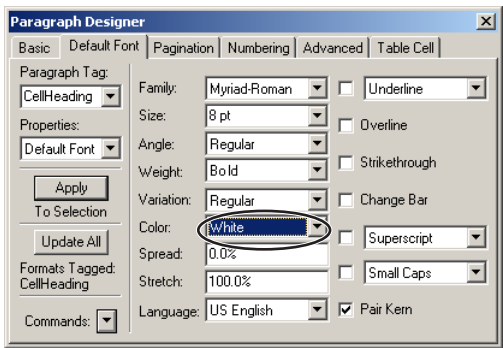 Paragraph Designer
Basic Default Font Pagination Numbering Advanced Table Cell
Paragraph Tag:
CellHeading
Properties:
Default Font
Apply
To Selection
Update All
Formats Tagged:
CellHeading
Commands:
Family: Myriad-Roman
Size: 8 pt
Angle: Regular
Weight: Bold
Variation: Regular
Color: White
Spread: 0.0%
Stretch: 100.0%
Language: US English
Underline
Overline
Strikethrough
Change Bar
Superscript
Small Caps
Pair Kern